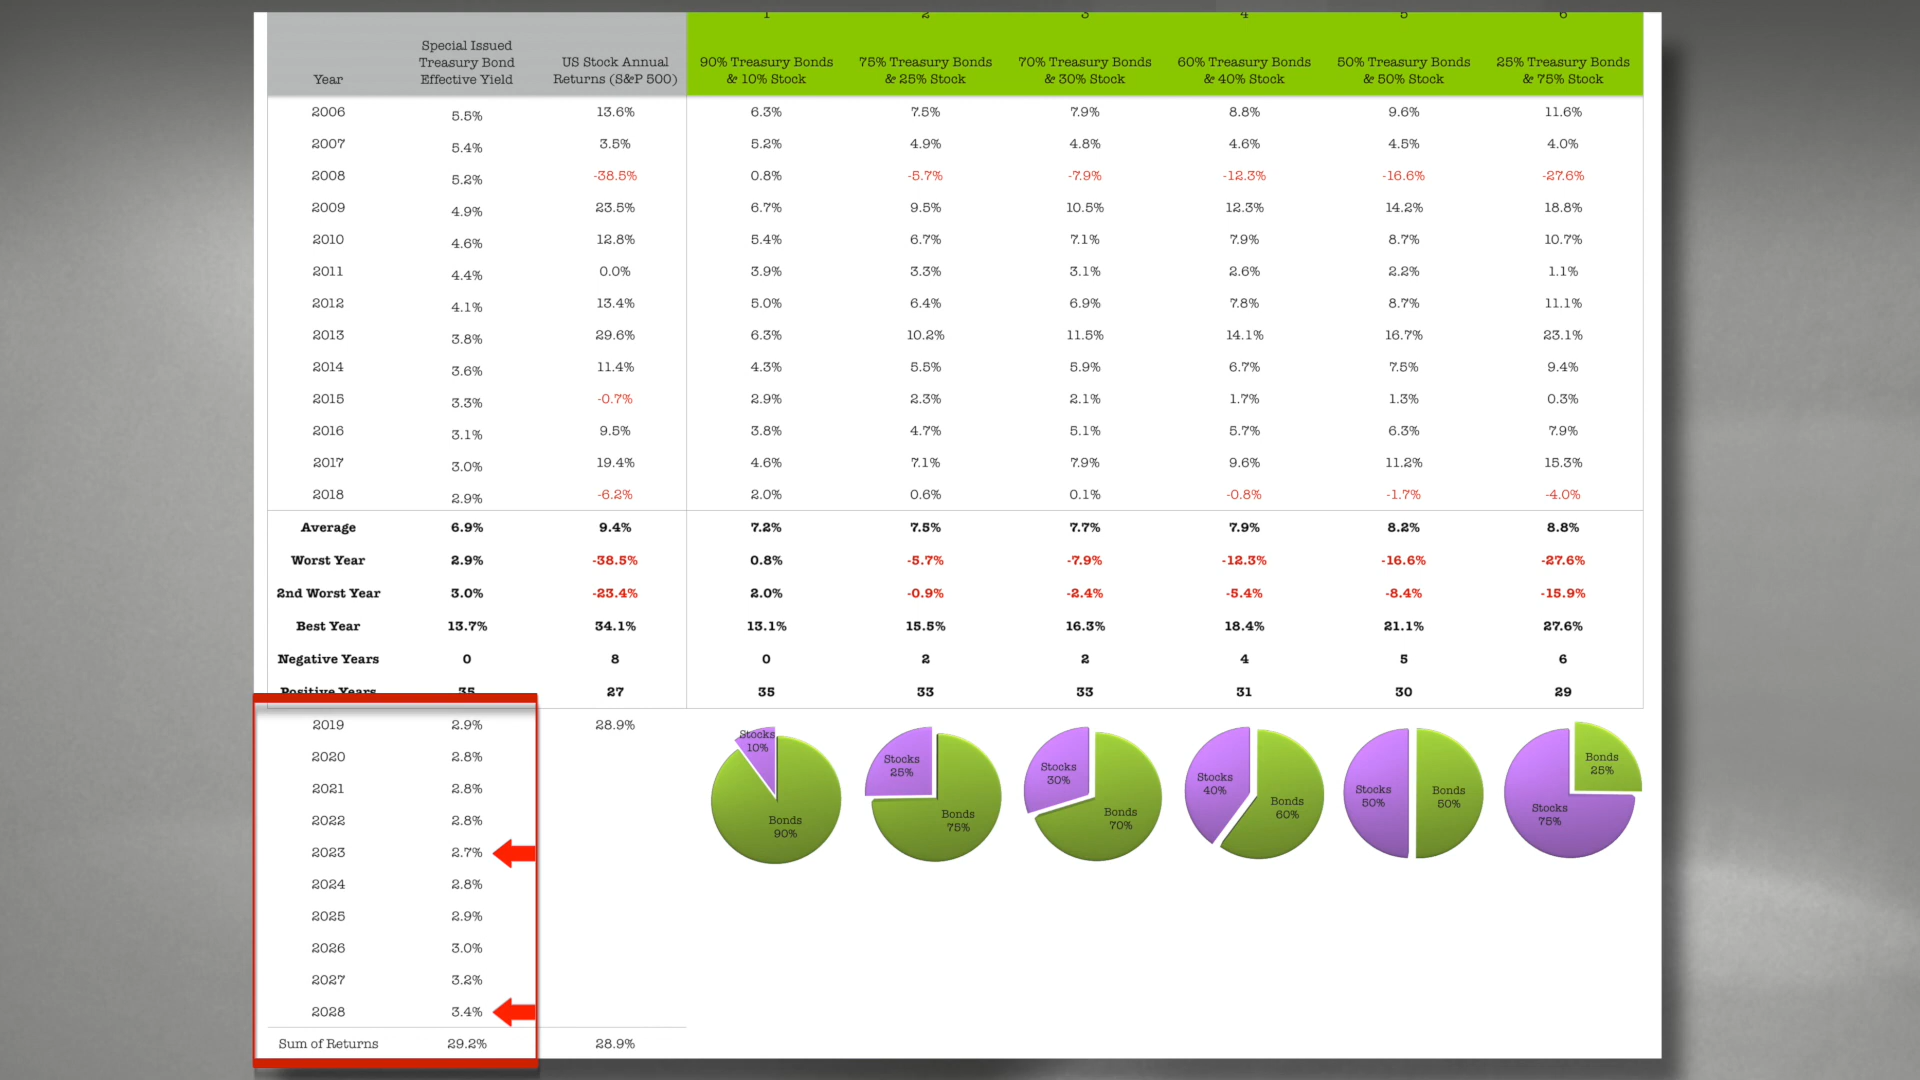 1 2 3 4 5 6
Special Issued
Treasury Bond
Year Effective Yield
US Stock Annual
Returns (S&P 500)
90% Treasury Bonds
& 10% Stock
75% Treasury Bonds
& 25% Stock
70% Treasury Bonds
& 30% Stock
60% Treasury Bonds
& 40% Stock
50% Treasury Bonds
& 50% Stock
25% Treasury Bonds
& 75% Stock
2006 5.5% 13.6% 6.3% 7.5% 7.9% 8.8% 9.6% 11.6%
2007 5.4% 3.5% 5.2% 4.9% 4.8% 4.6% 4.5% 4.0%
2008 5.2% -38.5% 0.8% -5.7% -7.9% -12.3% -16.6% -27.6%
2009 4.9% 23.5% 6.7% 9.5% 10.5% 12.3% 14.2% 18.8%
2010 4.6% 12.8% 5.4% 6.7% 7.1% 7.9% 8.7% 10.7%
2011 4.4% 0.0% 3.9% 3.3% 3.1% 2.6% 2.2% 1.1%
2012 4.1% 13.4% 5.0% 6.4% 6.9% 7.8% 8.7% 11.1%
2013 3.8% 29.6% 6.3% 10.2% 11.5% 14.1% 16.7% 23.1%
2014 3.6% 11.4% 4.3% 5.5% 5.9% 6.7% 7.5% 9.4%
2015 3.3% -0.7% 2.9% 2.3% 2.1% 1.7% 1.3% 0.3%
2016 3.1% 9.5% 3.8% 4.7% 5.1% 5.7% 6.3% 7.9%
2017 3.0% 19.4% 4.6% 7.1% 7.9% 9.6% 11.2% 15.3%
2018 2.9% -6.2% 2.0% 0.6% 0.1% -0.8% -1.7% -4.0%
Average 6.9% 9.4% 7.2% 7.5% 7.7% 7.9% 8.2% 8.8%
Worst Year 2.9% -38.5% 0.8% -5.7% -7.9% -12.3% -16.6% -27.6%
2nd Worst Year 3.0% -23.4% 2.0% -0.9% -2.4% -5.4% -8.4% -15.9%
Best Year 13.7% 34.1% 13.1% 15.5% 16.3% 18.4% 21.1% 27.6%
Negative Years 0 8 0 2 2 4 5 6
Positive Years 35 27 35 33 33 31 30 29
2019 2.9% 28.9%
2020 2.8%
2021 2.8%
2022 2.8%
2023 2.7%
2024 2.8%
2025 2.9%
2026 3.0%
2027 3.2%
2028 3.4%
Sum of Returns 29.2% 28.9%
Stocks
10%
Bonds
90%
Stocks
25%
Bonds
75%
Stocks
30%
Bonds
70%
Stocks
40%
Bonds
60%
Stocks
50%
Bonds
50%
Stocks
75%
Bonds
25%